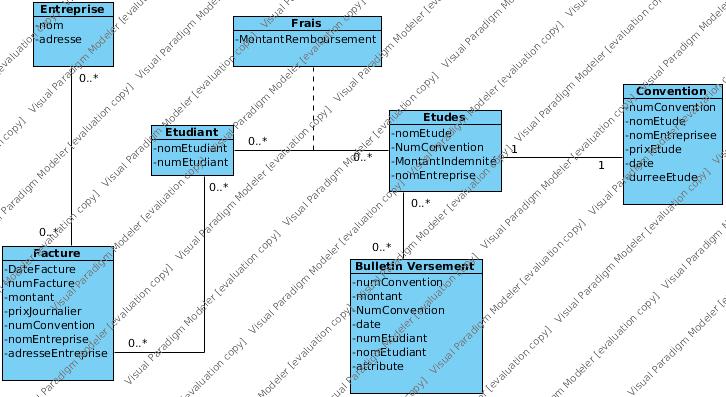 Entreprise
-nom
-adresse
0..*
0..*
Frais
-MontantRemboursement
Etudiant
-nomEtudiant
-numEtudiant
0..*
0..*
0..*
0..*
Etudes
-nomEtude
-NumConvention
-MontantIndemnité
-nomEntreprise
1
1
0..*
0..*
Convention
-numConvention
-nomEtude
-nomEntreprisee
-prixEtude
-date
-durreeEtude
Facture
-DateFacture
-numFacture
-montant
-prixJournalier
-numConvention
-nomEntreprise
-adresseEntreprise
Bulletin Versement
-numConvention
-montant
-NumConvention
-date
-numEtudiant
-nomEtudiant
-attribute
Visual Paradigm Modeler [evaluation copy]